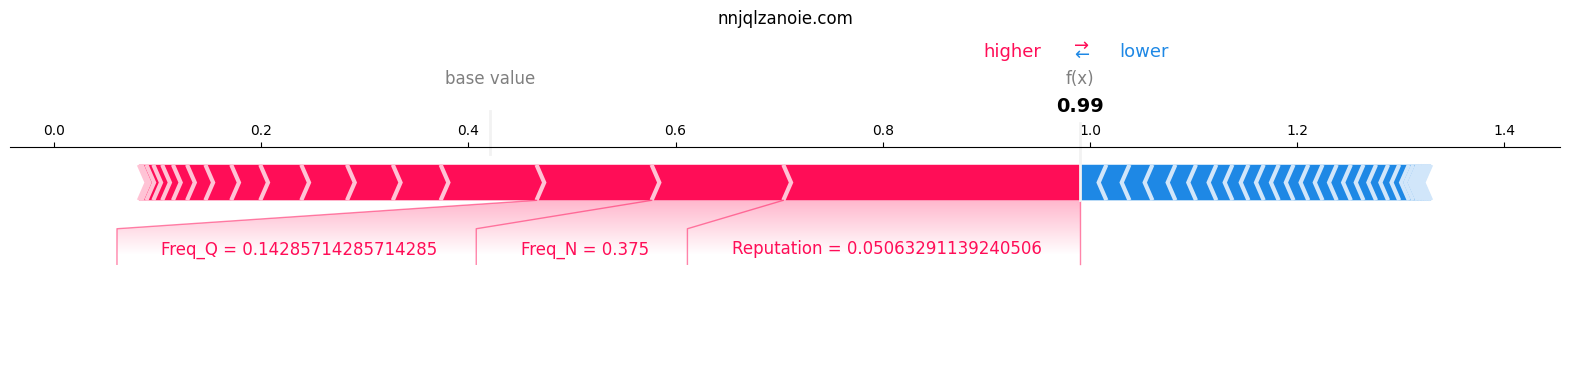 nnjqlzanoie.com
higher ⇄ lower
base value f(x)
0.99
0.0 0.2 0.4 0.6 0.8 1.0 1.2 1.4
Freq_Q = 0.14285714285714285 Freq_N = 0.375 Reputation = 0.05063291139240506